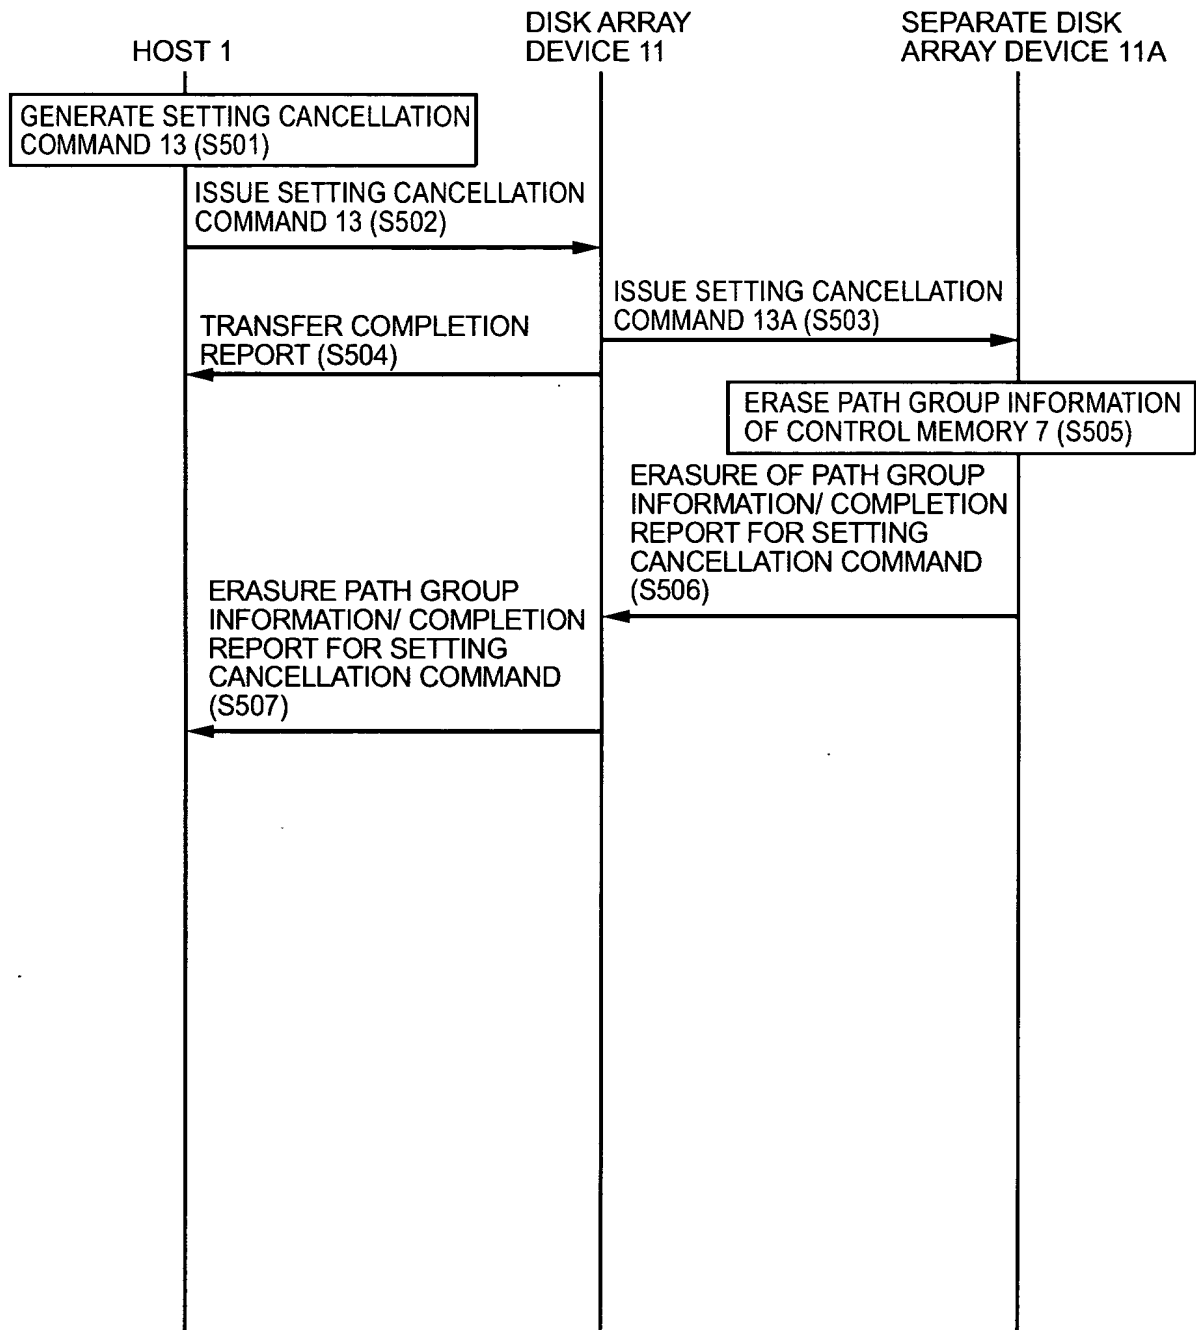 HOST 1
DISK ARRAY
DEVICE 11
SEPARATE DISK
ARRAY DEVICE 11A
GENERATE SETTING CANCELLATION
COMMAND 13 (S501)
ISSUE SETTING CANCELLATION
COMMAND 13 (S502)
ISSUE SETTING CANCELLATION
COMMAND 13A (S503)
TRANSFER COMPLETION
REPORT (S504)
ERASE PATH GROUP INFORMATION
OF CONTROL MEMORY 7 (S505)
ERASURE OF PATH GROUP
INFORMATION/ COMPLETION
REPORT FOR SETTING
CANCELLATION COMMAND
(S506)
ERASURE PATH GROUP
INFORMATION/ COMPLETION
REPORT FOR SETTING
CANCELLATION COMMAND
(S507)